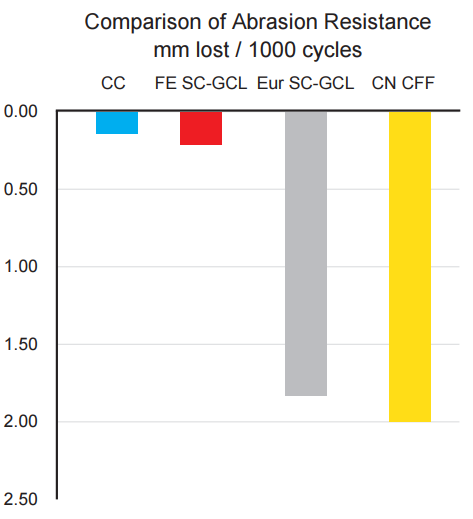 Comparison of Abrasion Resistance
mm lost / 1000 cycles
CC FE SC-GCL Eur SC-GCL CN CFF
0.00
0.50
1.00
1.50
2.00
2.50